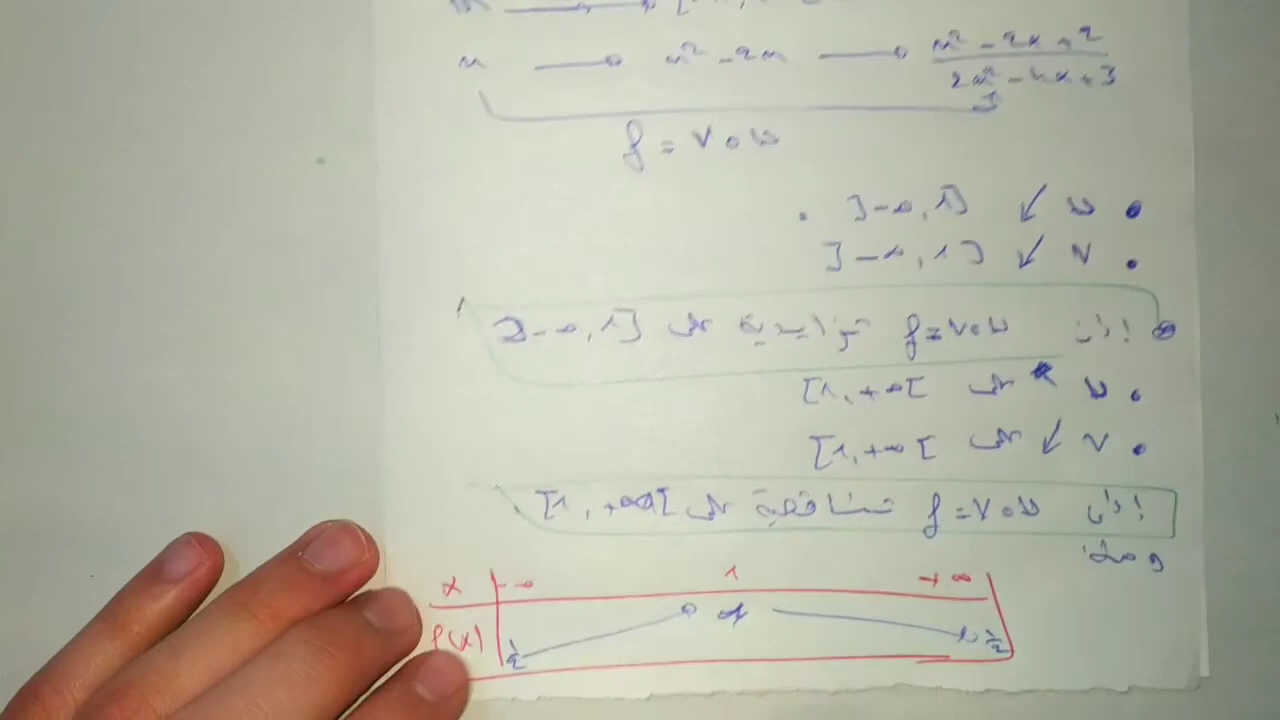 x → x² - 2x → (x² - 2x + 2)/(2x² - 4x + 3)
f = v o u
• u ↙ ]-∞, 1]
• v ↙ ]-∞, 1]
إذن f = v o u تزايدية على ]-∞, 1]
• u على [1, +∞[
• v ↙ على [1, +∞[
إذن f = v o u تناقصية على [1, +∞[
ومنه:
x -∞ 1 +∞
f(x) 1/2 1/2